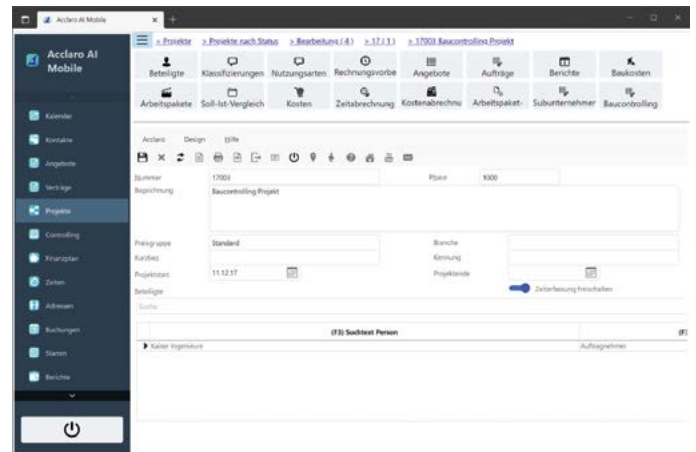 Acclaro AI Mobile
Acclaro AI
Mobile
Kalender
Kontakte
Angebote
Verträge
Projekte
Controlling
Finanzplan
Zeiten
Adressen
Buchungen
Stamm
Berichte
> Projekte > Projekte nach Status > Bearbeitung ( 4 ) > 17 ( 1 ) > 17003 Baucontrolling Projekt
Beteiligte Klassifizierungen Nutzungsarten Rechnungsvorbe Angebote Aufträge Berichte Baukosten
Arbeitspakete Soll-Ist-Vergleich Kosten Zeitabrechnung Kostenabrechnu Arbeitspaket- Subunternehmer Baucontrolling
Acclaro Design Hilfe
Nummer 17003 9000
Bezeichnung Baucontrolling Projekt
Preisgruppe Standard Branche
Kurzbez Kennung
Projektstart 11.12.17 Projektende
Beteiligte Zeiterfassung freischalten
Suche
(F3) Suchtext Person (F)
Kaiser Ingenieure Auftragnehmer